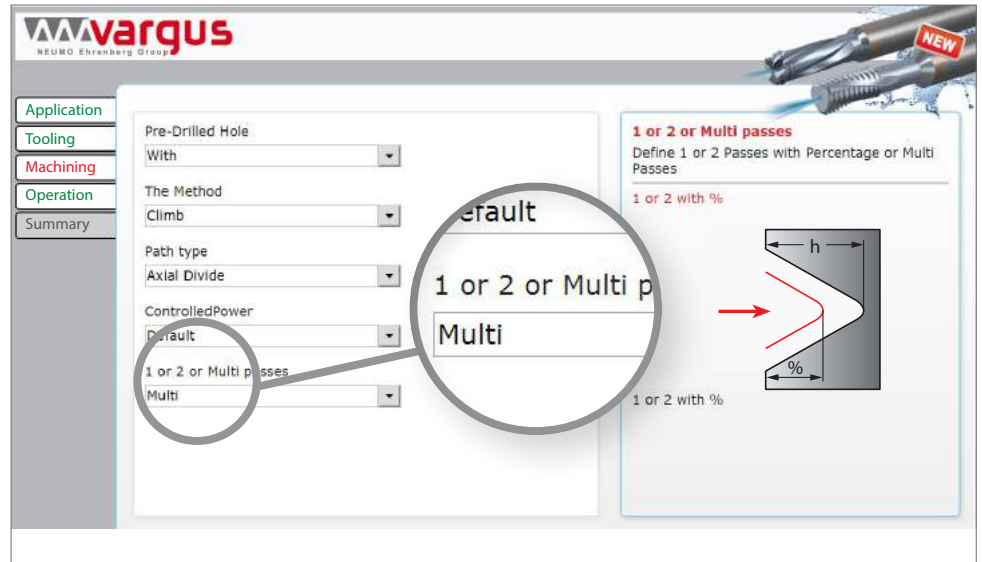 vargus
NEUMO Ehrenberg Group
NEW
Application
Tooling
Machining
Operation
Summary
Pre-Drilled Hole
With
The Method
Climb
Path type
Axial Divide
ControlledPower
Default
1 or 2 or Multi passes
Multi
efault
1 or 2 or Multi p
Multi
1 or 2 or Multi passes
Define 1 or 2 Passes with Percentage or Multi
Passes
1 or 2 with %
h
%
1 or 2 with %